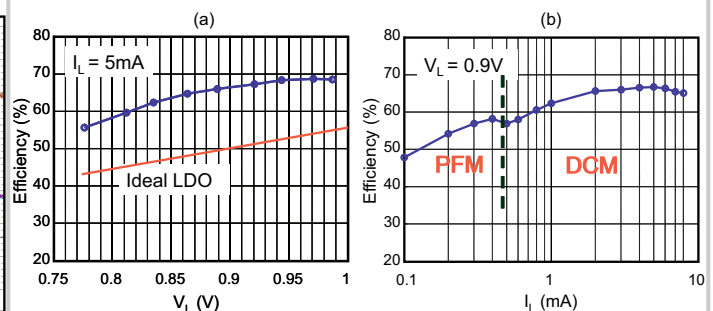 (a)
80
70
60
50
40
30
20
Efficiency (%)
I_L = 5mA
Ideal LDO
0.75
0.8
0.85
0.9
0.95
1
V_L (V)
(b)
80
70
60
50
40
30
20
Efficiency (%)
V_L = 0.9V
PFM
DCM
0.1
1
10
I_L (mA)